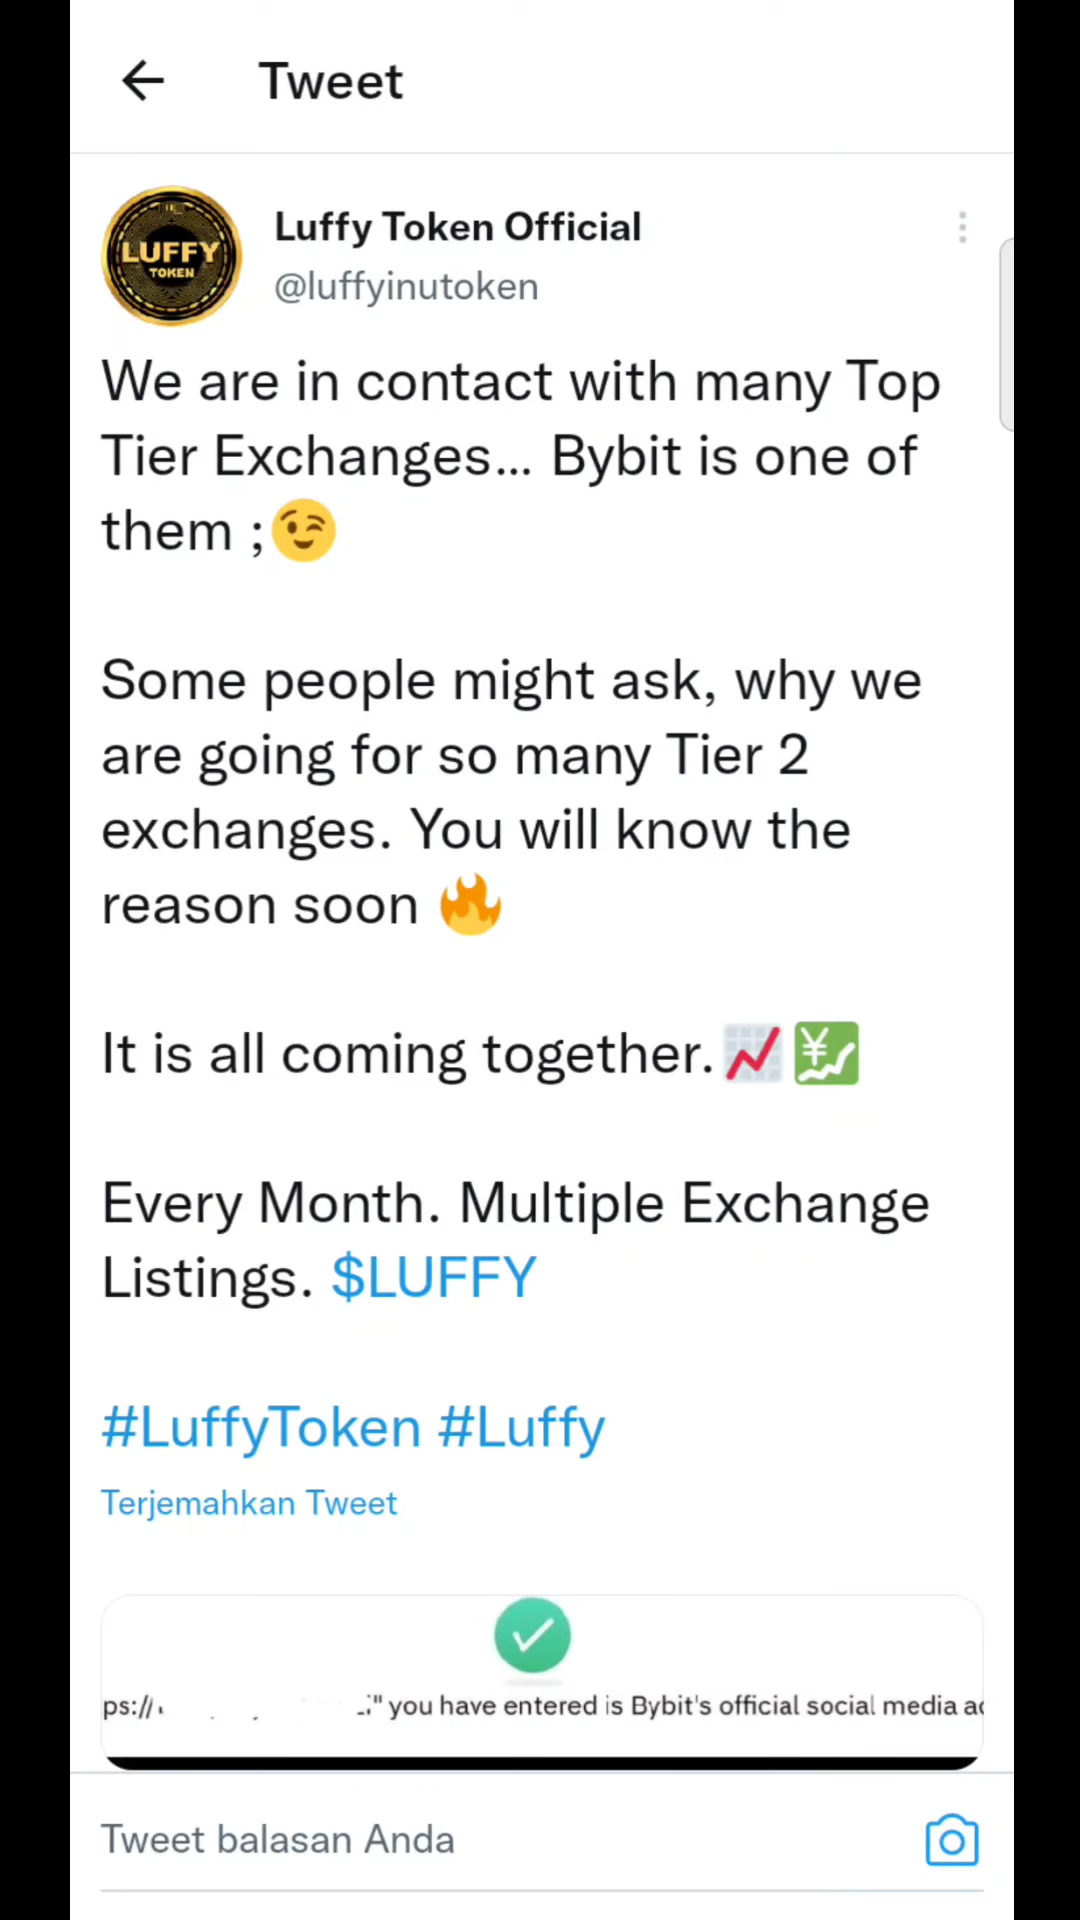 Tweet
LUFFY
TOKEN
Luffy Token Official
@luffyinutoken
We are in contact with many Top
Tier Exchanges... Bybit is one of
them ;😉
Some people might ask, why we
are going for so many Tier 2
exchanges. You will know the
reason soon 🔥
It is all coming together.📈💹
Every Month. Multiple Exchange
Listings. $LUFFY
#LuffyToken #Luffy
Terjemahkan Tweet
ps://
" you have entered is Bybit's official social media
Tweet balasan Anda